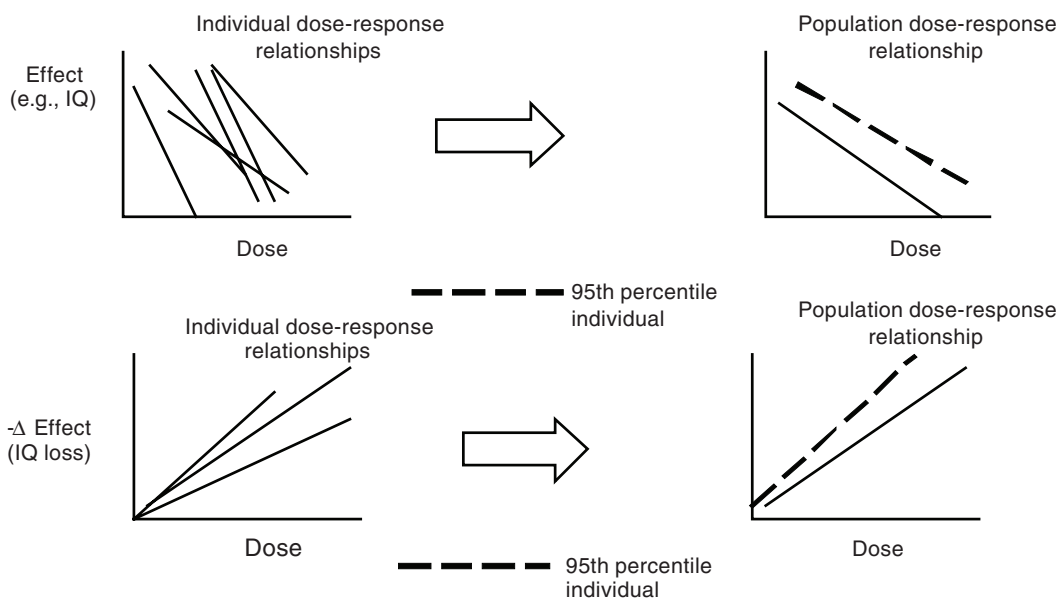 Individual dose-response
relationships
Population dose-response
relationship
Effect
(e.g., IQ)
Dose
Dose
95th percentile
individual
Individual dose-response
relationships
Population dose-response
relationship
-Δ Effect
(IQ loss)
Dose
Dose
95th percentile
individual